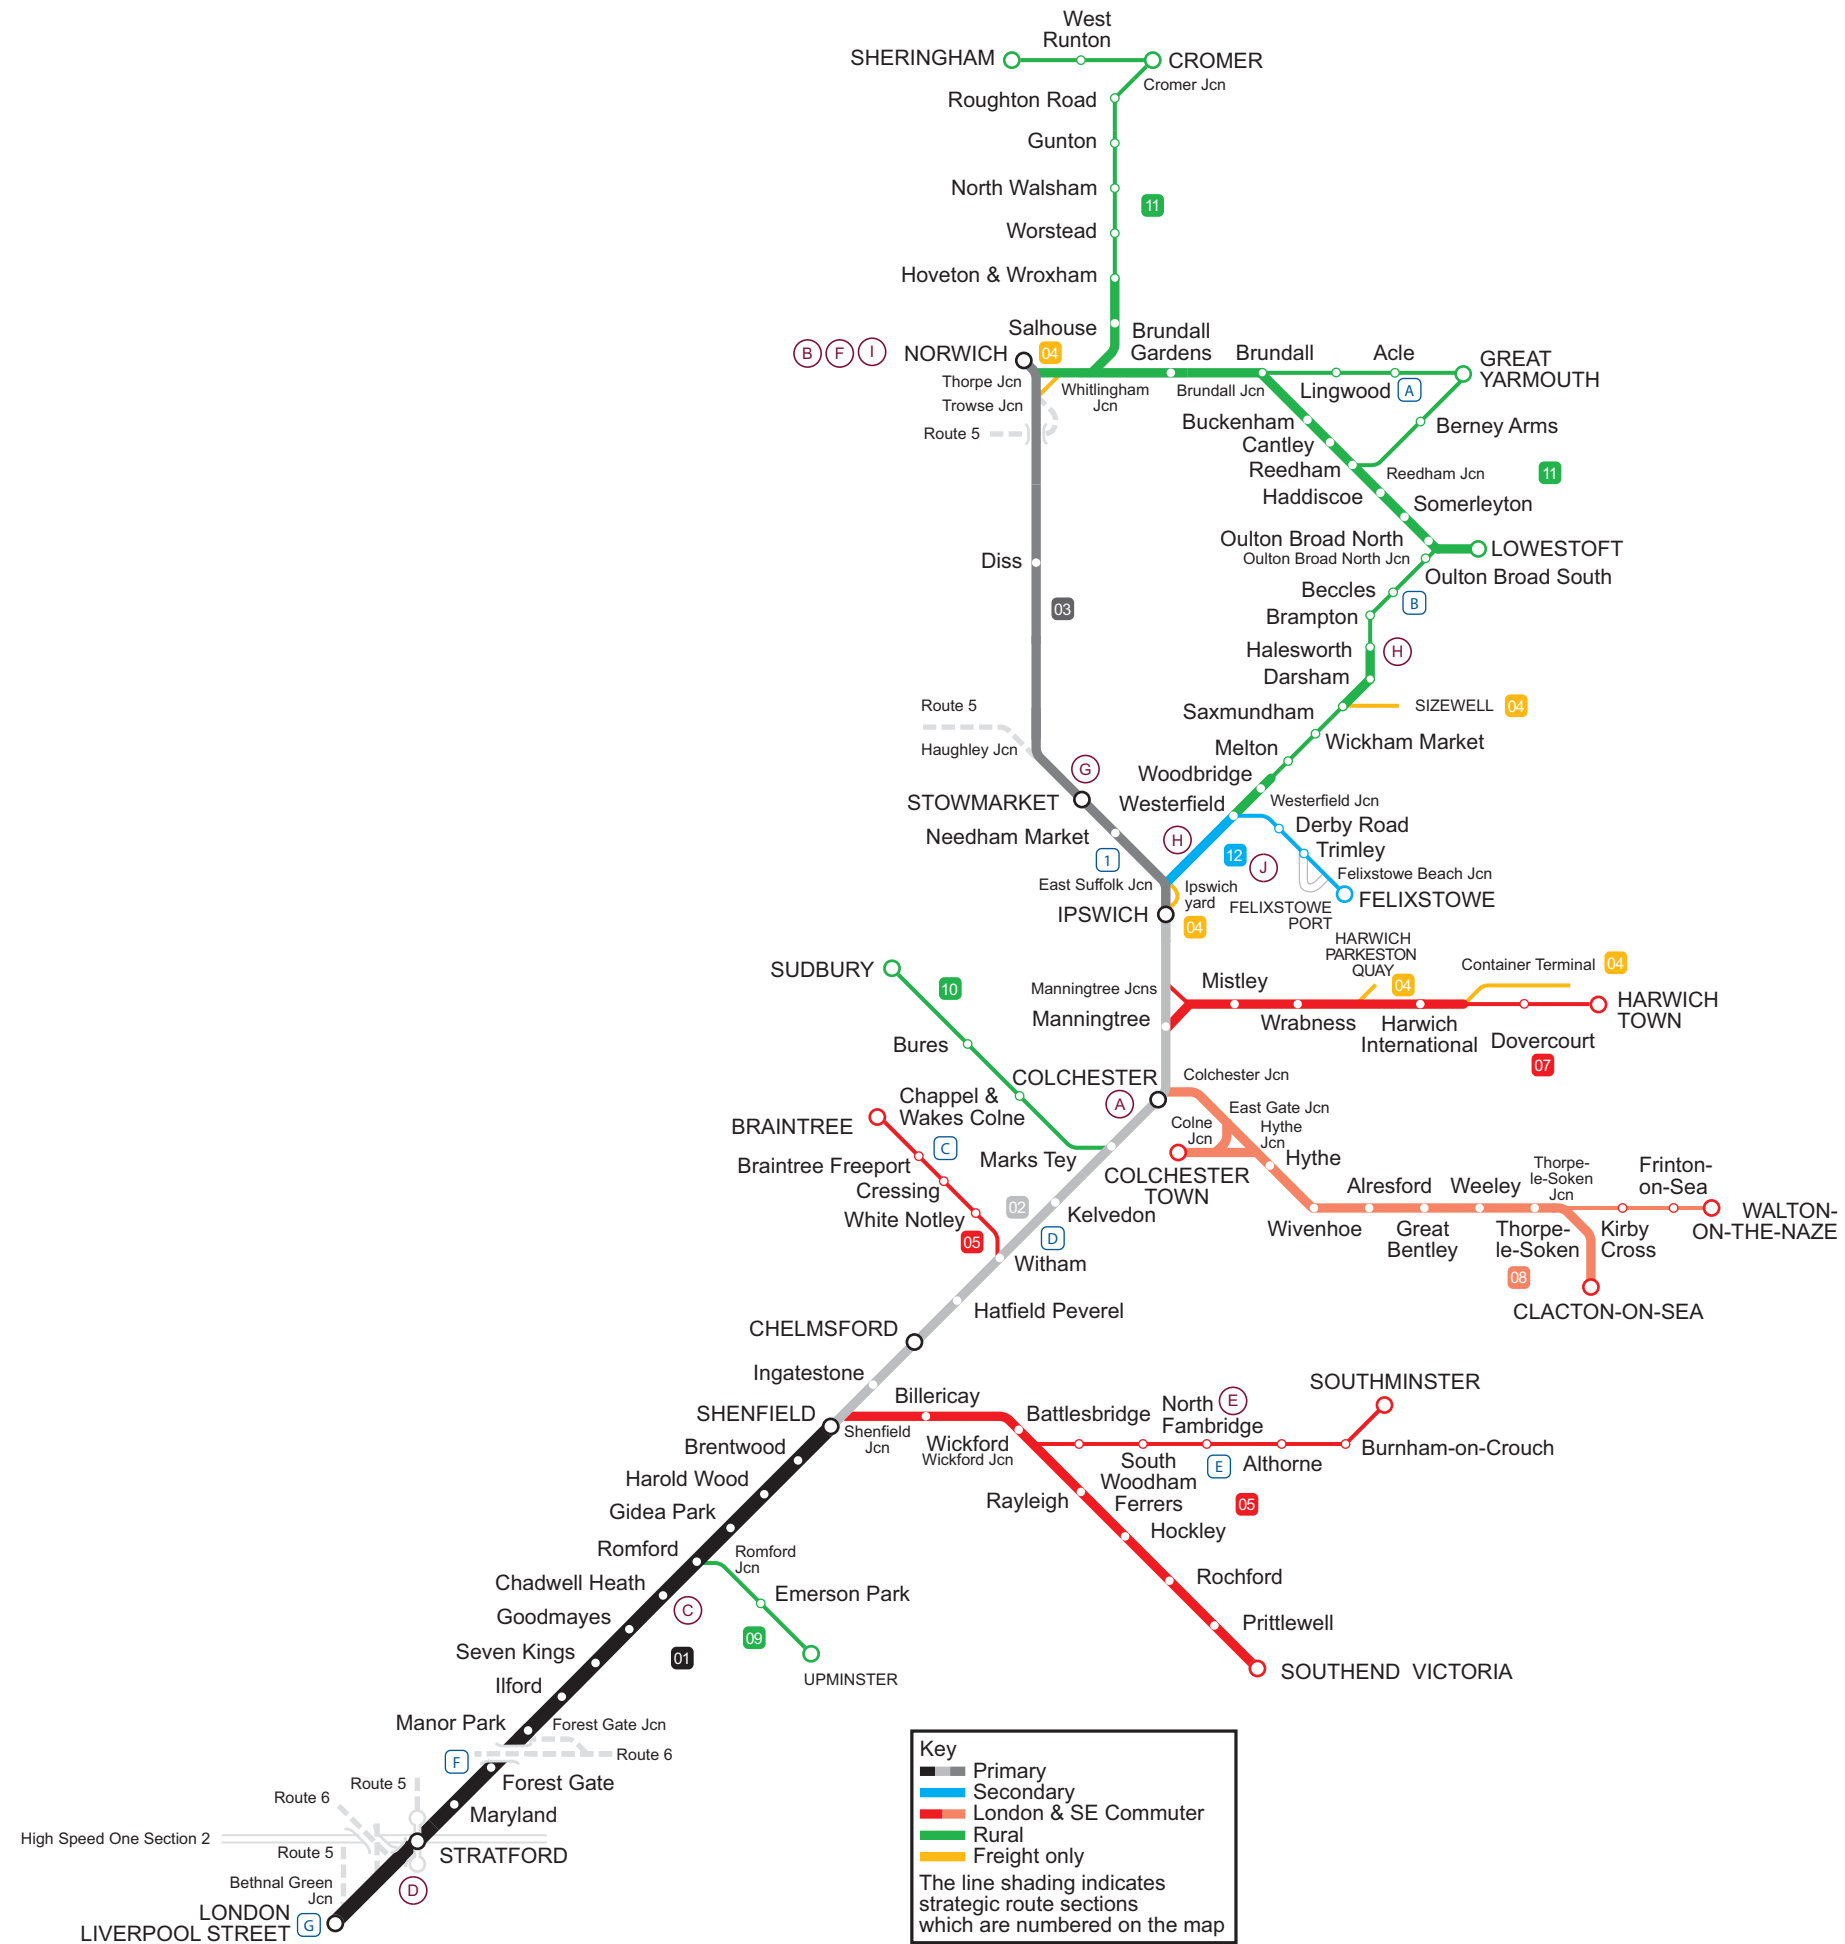 West
Runton
SHERINGHAM
CROMER
Cromer Jcn
Roughton Road
Gunton
North Walsham
11
Worstead
Hoveton & Wroxham
Salhouse
Brundall
Gardens
Brundall
Acle
GREAT
YARMOUTH
B
F
I
NORWICH
04
Thorpe Jcn
Whitlingham
Jcn
Brundall Jcn
Lingwood
A
Trowse Jcn
Route 5
Buckenham
Berney Arms
Cantley
Reedham
Reedham Jcn
11
Haddiscoe
Somerleyton
Oulton Broad North
Oulton Broad North Jcn
LOWESTOFT
Diss
Oulton Broad South
Beccles
B
03
Brampton
Halesworth
H
Darsham
Route 5
Saxmundham
SIZEWELL
04
Haughley Jcn
Wickham Market
Melton
G
Woodbridge
STOWMARKET
Westerfield
Westerfield Jcn
Needham Market
H
Derby Road
1
12
J
Trimley
East Suffolk Jcn
Ipswich
yard
Felixstowe Beach Jcn
IPSWICH
04
FELIXSTOWE
PORT
FELIXSTOWE
HARWICH
PARKESTON
QUAY
04
Container Terminal
04
SUDBURY
10
Manningtree Jcns
Mistley
HARWICH
TOWN
Manningtree
Wrabness
Harwich
International
Dovercourt
07
Bures
COLCHESTER
Colchester Jcn
A
Chappel &
Wakes Colne
BRAINTREE
East Gate Jcn
Colne
Jcn
Hythe
Jcn
C
Braintree Freeport
Marks Tey
COLCHESTER
TOWN
Hythe
Thorpe-
le-Soken
Jcn
Frinton-
on-Sea
Cressing
Alresford
Weeley
White Notley
02
Kelvedon
Wivenhoe
Great
Bentley
Thorpe-
le-Soken
Kirby
Cross
WALTON-
ON-THE-NAZE
05
D
Witham
08
Hatfield Peverel
CLACTON-ON-SEA
CHELMSFORD
Ingatestone
Billericay
SOUTHMINSTER
SHENFIELD
Shenfield
Jcn
Battlesbridge
North
Fambridge
E
Brentwood
Wickford
Wickford Jcn
Burnham-on-Crouch
South
Woodham
Ferrers
E
Althorne
Harold Wood
Rayleigh
05
Gidea Park
Hockley
Romford
Romford
Jcn
Rochford
Chadwell Heath
Emerson Park
C
Goodmayes
Prittlewell
09
Seven Kings
01
UPMINSTER
SOUTHEND VICTORIA
Ilford
Manor Park
Forest Gate Jcn
F
Route 6
Forest Gate
Route 5
Route 6
Maryland
High Speed One Section 2
Route 5
STRATFORD
Bethnal Green
Jcn
D
LONDON
LIVERPOOL STREET
G
Key
Primary
Secondary
London & SE Commuter
Rural
Freight only
The line shading indicates
strategic route sections
which are numbered on the map